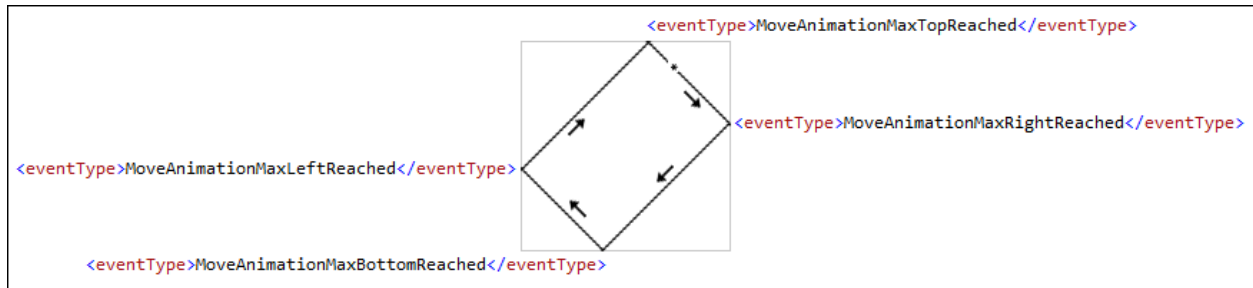 <eventType>MoveAnimationMaxTopReached</eventType>
<eventType>MoveAnimationMaxRightReached</eventType>
<eventType>MoveAnimationMaxLeftReached</eventType>
<eventType>MoveAnimationMaxBottomReached</eventType>